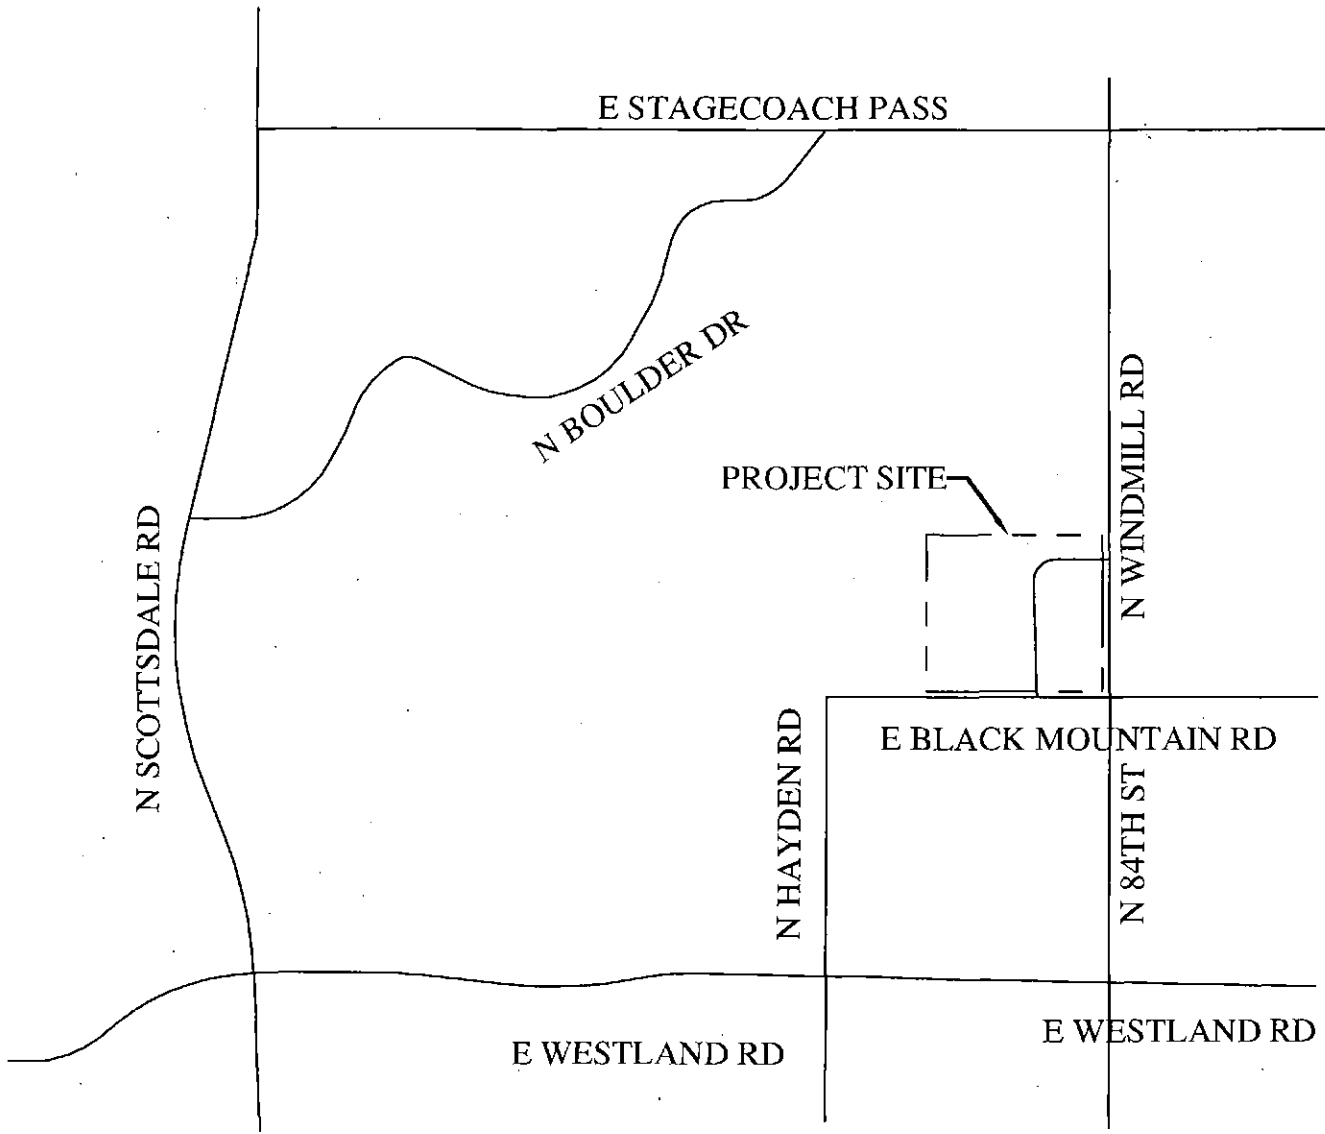 E STAGECOACH PASS
N BOULDER DR
N WINDMILL RD
PROJECT SITE
N SCOTTSDALE RD
N HAYDEN RD
E BLACK MOUNTAIN RD
N 84TH ST
E WESTLAND RD
E WESTLAND RD